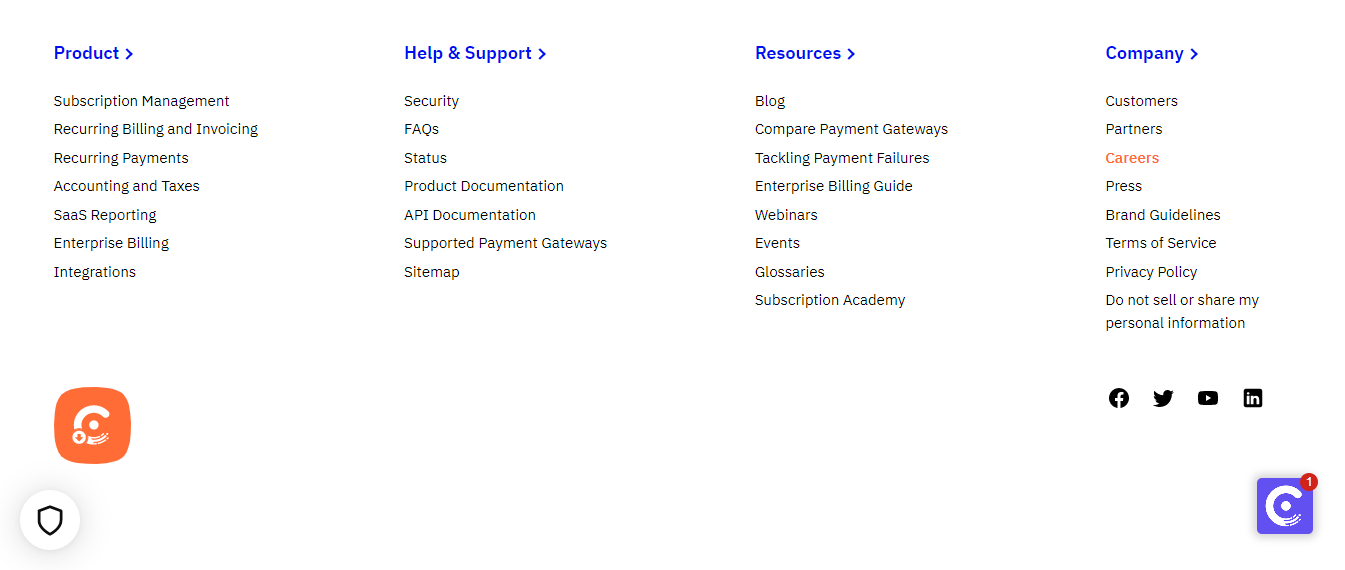 Product
Subscription Management
Recurring Billing and Invoicing
Recurring Payments
Accounting and Taxes
SaaS Reporting
Enterprise Billing
Integrations
Help & Support
Security
FAQs
Status
Product Documentation
API Documentation
Supported Payment Gateways
Sitemap
Resources
Blog
Compare Payment Gateways
Tackling Payment Failures
Enterprise Billing Guide
Webinars
Events
Glossaries
Subscription Academy
Company
Customers
Partners
Careers
Press
Brand Guidelines
Terms of Service
Privacy Policy
Do not sell or share my
personal information
1